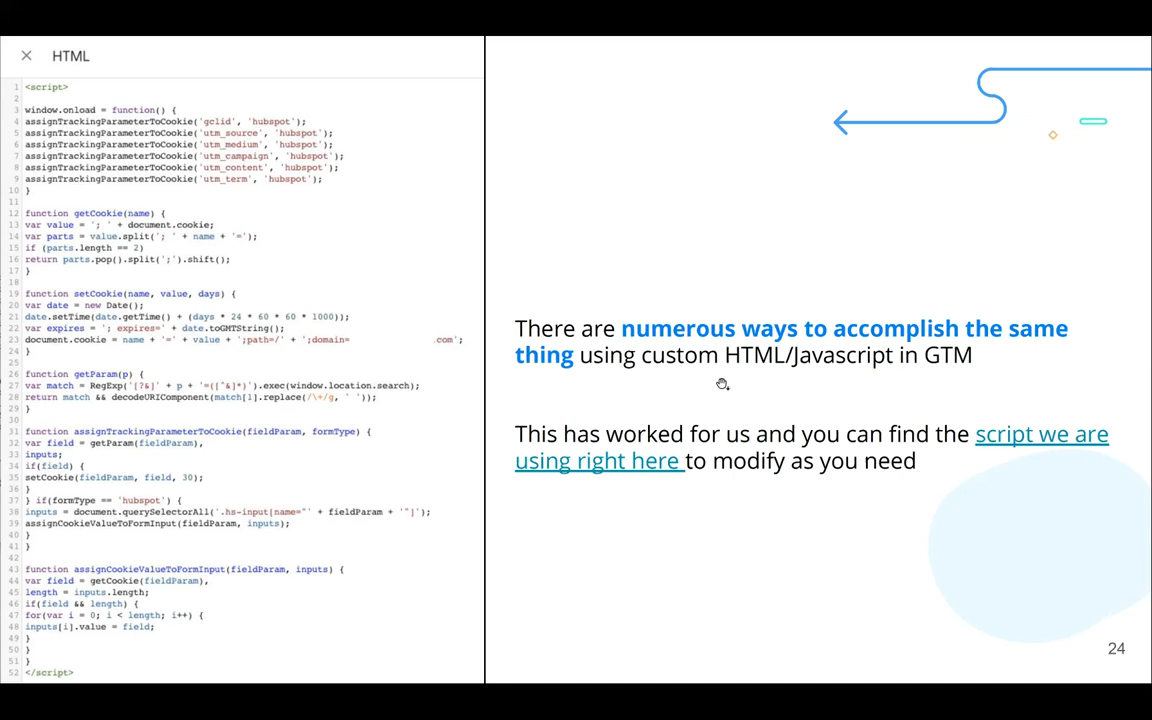 HTML
1 <script>
2
3 window.onload = function() {
4 assignTrackingParameterToCookie('gclid', 'hubspot');
5 assignTrackingParameterToCookie('utm_source', 'hubspot');
6 assignTrackingParameterToCookie('utm_medium', 'hubspot');
7 assignTrackingParameterToCookie('utm_campaign', 'hubspot');
8 assignTrackingParameterToCookie('utm_content', 'hubspot');
9 assignTrackingParameterToCookie('utm_term', 'hubspot');
10 }
11
12 function getCookie(name) {
13 var value = '; ' + document.cookie;
14 var parts = value.split('; ' + name + '=');
15 if (parts.length == 2)
16 return parts.pop().split(';').shift();
17 }
18
19 function setCookie(name, value, days) {
20 var date = new Date();
21 date.setTime(date.getTime() + (days * 24 * 60 * 60 * 1000));
22 var expires = '; expires=' + date.toGMTString();
23 document.cookie = name + '=' + value + ';path=/' + ';domain= .com';
24 }
25
26 function getParam(p) {
27 var match = RegExp('[?&]' + p + '=([^&]*)').exec(window.location.search);
28 return match && decodeURIComponent(match[1].replace(/\+/g, ' '));
29 }
30
31 function assignTrackingParameterToCookie(fieldParam, formType) {
32 var field = getParam(fieldParam),
33 inputs;
34 if(field) {
35 setCookie(fieldParam, field, 30);
36 }
37 } if(formType == 'hubspot') {
38 inputs = document.querySelectorAll('.hs-input[name="' + fieldParam + '"]');
39 assignCookieValueToFormInput(fieldParam, inputs);
40 }
41 }
42
43 function assignCookieValueToFormInput(fieldParam, inputs) {
44 var field = getCookie(fieldParam),
45 length = inputs.length;
46 if(field && length) {
47 for(var i = 0; i < length; i++) {
48 inputs[i].value = field;
49 }
50 }
51 }
52 </script>
There are numerous ways to accomplish the same
thing using custom HTML/Javascript in GTM
This has worked for us and you can find the script we are
using right here to modify as you need
24